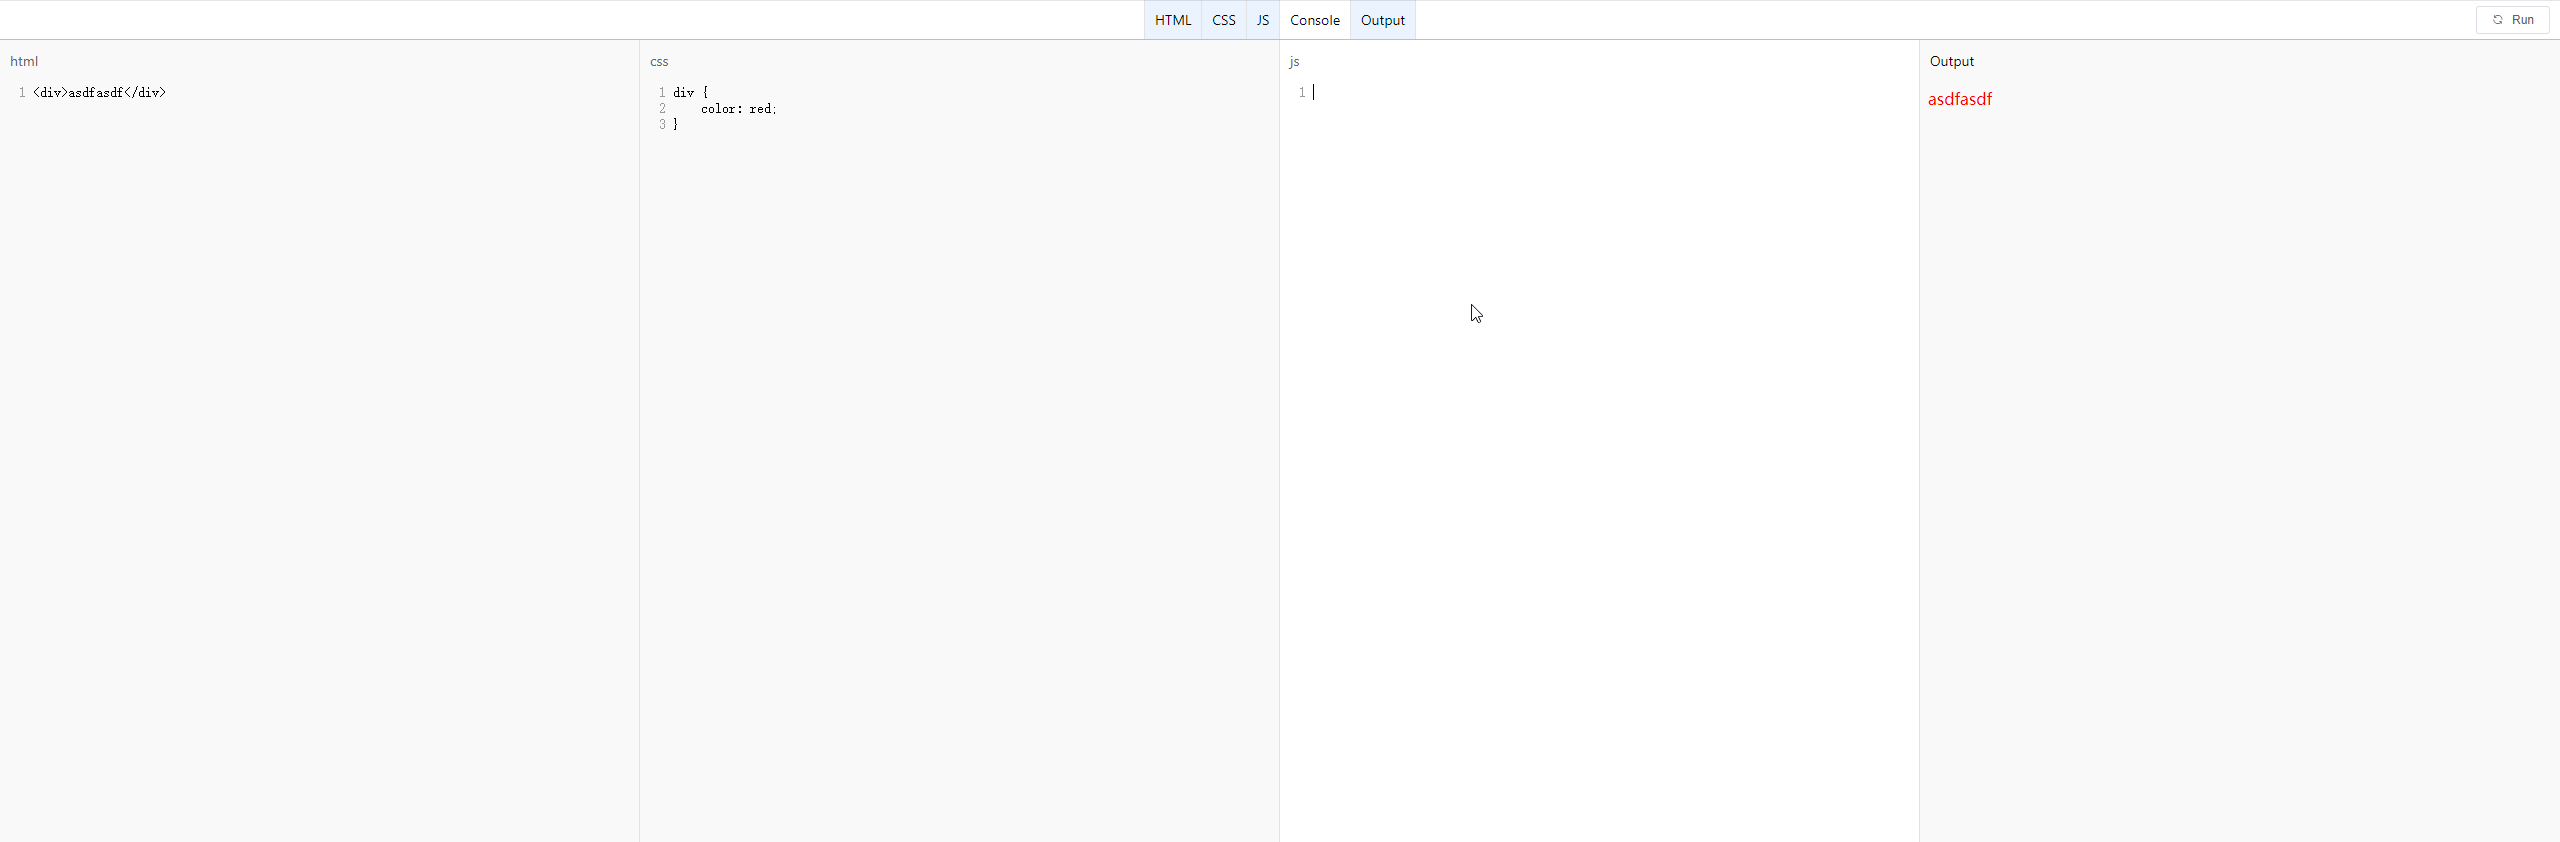 HTML CSS JS Console Output Run
html
1 <div>asdfasdf</div>
css
1 div {
2     color: red;
3 }
js
1
Output
asdfasdf